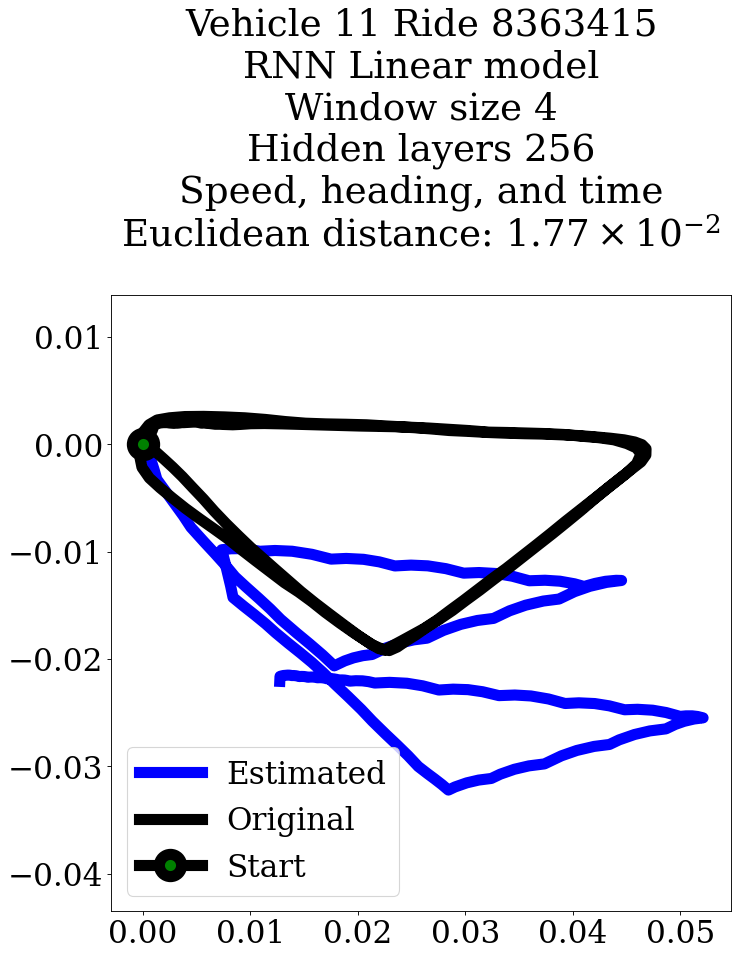 Vehicle 11 Ride 8363415
RNN Linear model
Window size 4
Hidden layers 256
Speed, heading, and time
Euclidean distance: 1.77 × 10⁻²
0.01
0.00
−0.01
−0.02
−0.03
−0.04
Estimated
Original
Start
0.00 0.01 0.02 0.03 0.04 0.05